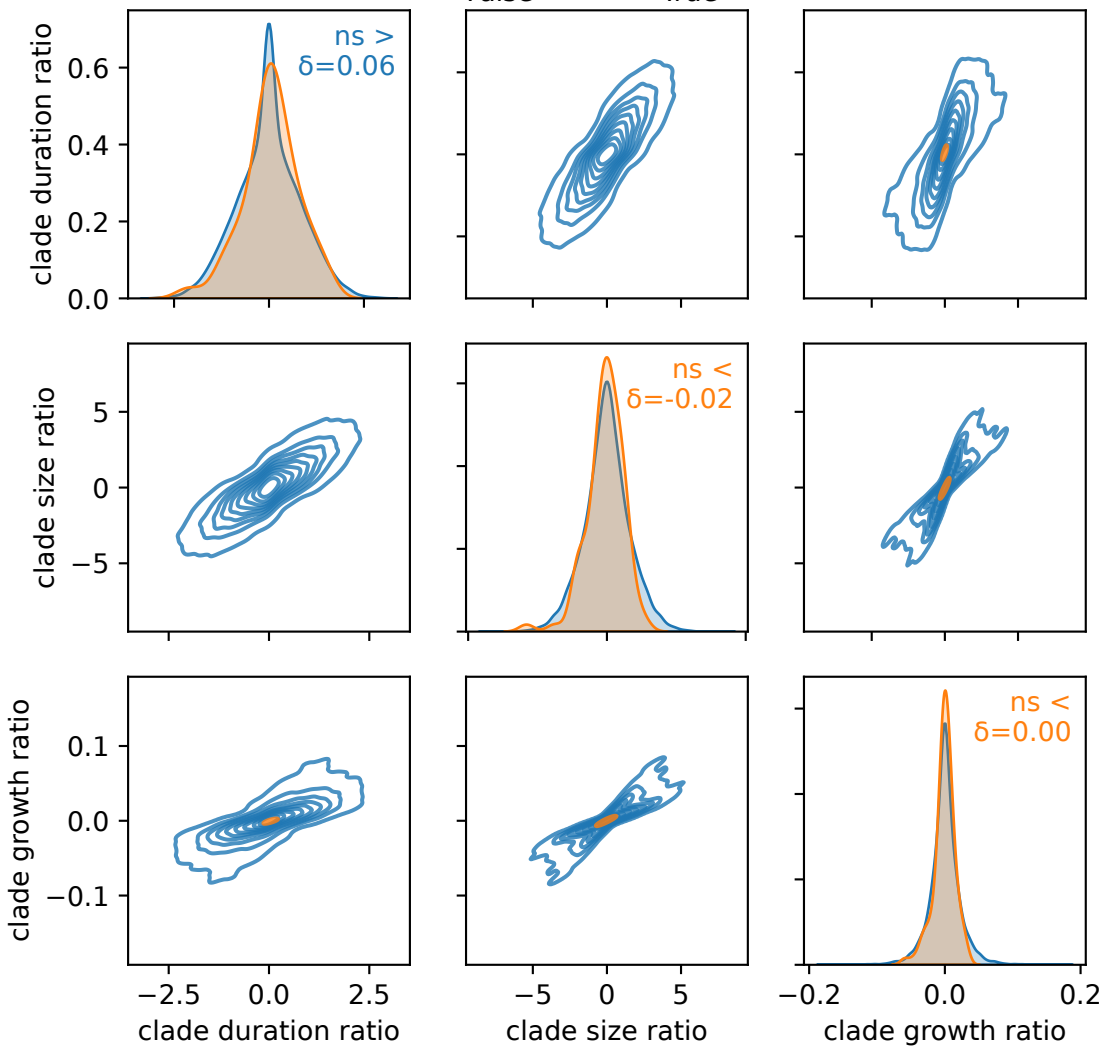 clade duration ratio
0.6
0.4
0.2
0.0
ns >
δ=0.06
clade size ratio
5
0
−5
ns <
δ=-0.02
clade growth ratio
0.1
0.0
−0.1
ns <
δ=0.00
−2.5 0.0 2.5
clade duration ratio
−5 0 5
clade size ratio
−0.2 0.0 0.2
clade growth ratio